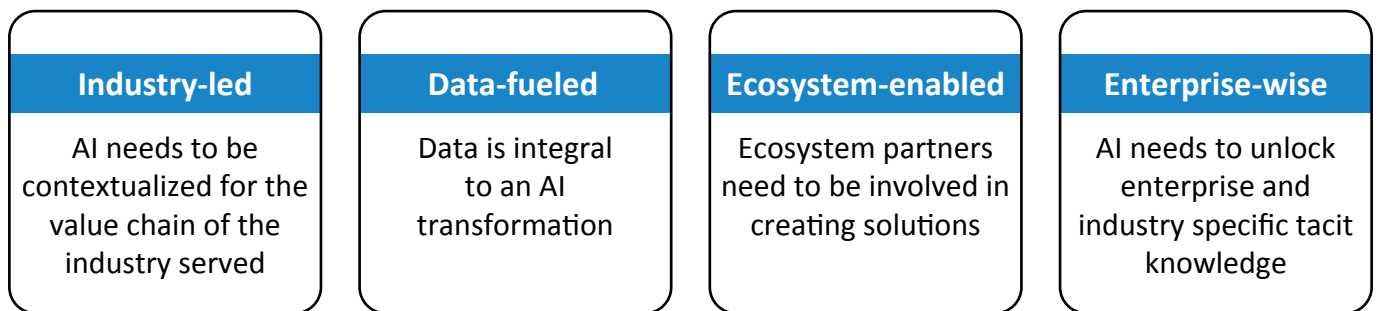 Industry-led
AI needs to be
contextualized for the
value chain of the
industry served
Data-fueled
Data is integral
to an AI
transformation
Ecosystem-enabled
Ecosystem partners
need to be involved in
creating solutions
Enterprise-wise
AI needs to unlock
enterprise and
industry specific tacit
knowledge